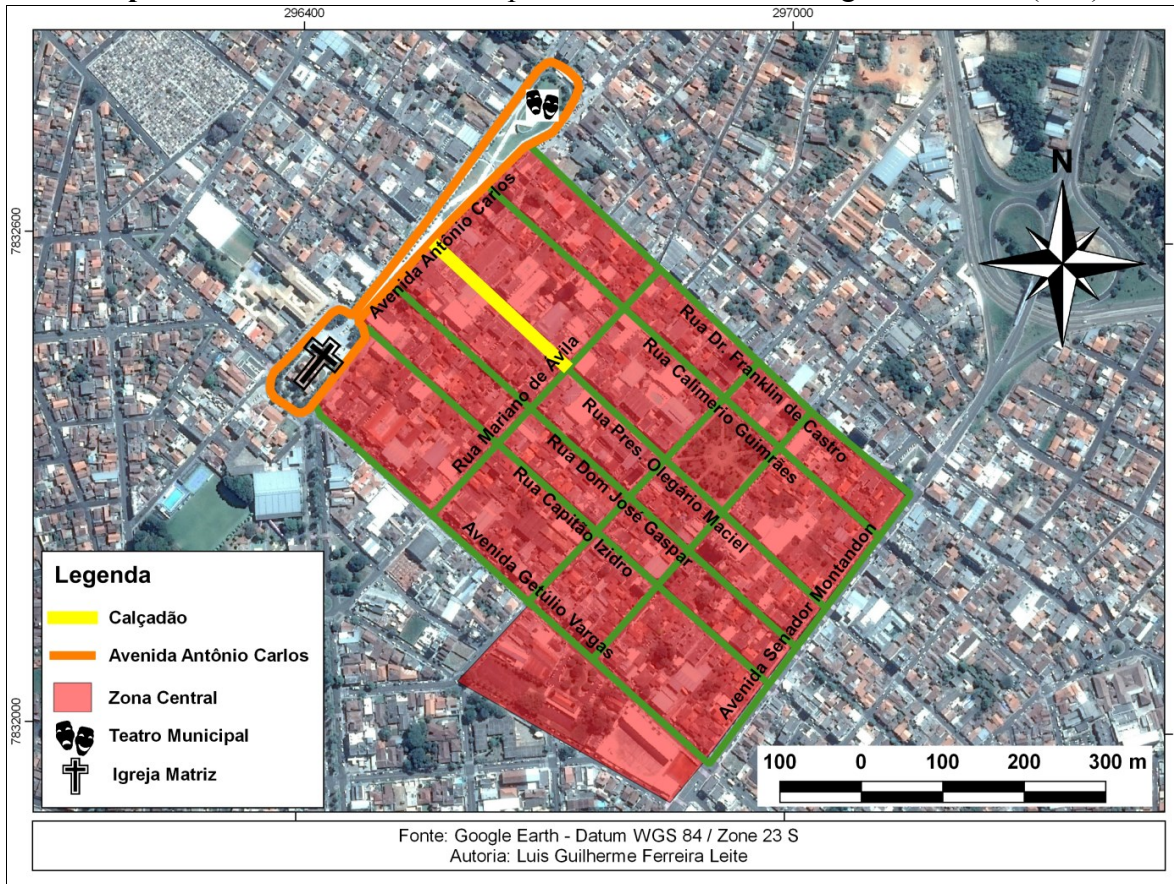 296400
297000
7832600
7832000
N
Avenida Antônio Carlos
Rua Mariano de Ávila
Rua Dr. Franklin de Castro
Rua Calimerio Guimrães
Rua Pres. Olegário Maciel
Rua Dom José Gaspar
Rua Capitão Izidro
Avenida Getúlio Vargas
Avenida Senador Montandon
Legenda
Calçadão
Avenida Antônio Carlos
Zona Central
Teatro Municipal
Igreja Matriz
100 0 100 200 300 m
Fonte: Google Earth - Datum WGS 84 / Zone 23 S
Autoria: Luis Guilherme Ferreira Leite